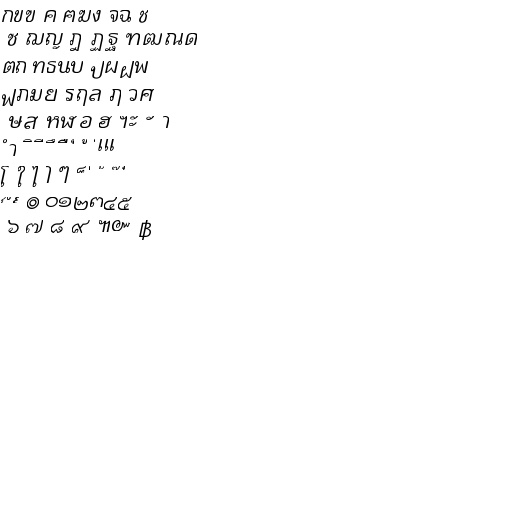 กขฃ ค ฅฆง จฉ ช
ซ ฌญ ฎ ฏฐ ฑฒณด
ตถ ทธนบ ปผฝพ
ฟภมย รฤล ฦ วศ
ษส หฬอ ฮ ฯะ ั า
ำ ิ ี ึ ื ุ ู ฺ เแ
โ ใ ไ ๅ ๆ ็ ่ ้ ๊ ๋
์ ํ ๎ ๏ ๐๑๒๓๔๕
๖ ๗ ๘ ๙ ๚๛ ฿